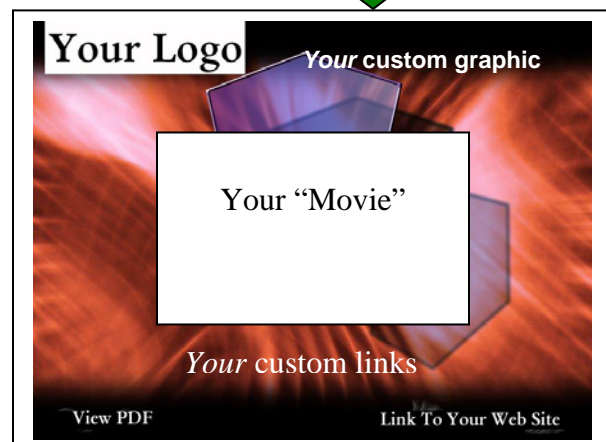 Your Logo
Your custom graphic
Your “Movie”
Your custom links
View PDF
Link To Your Web Site